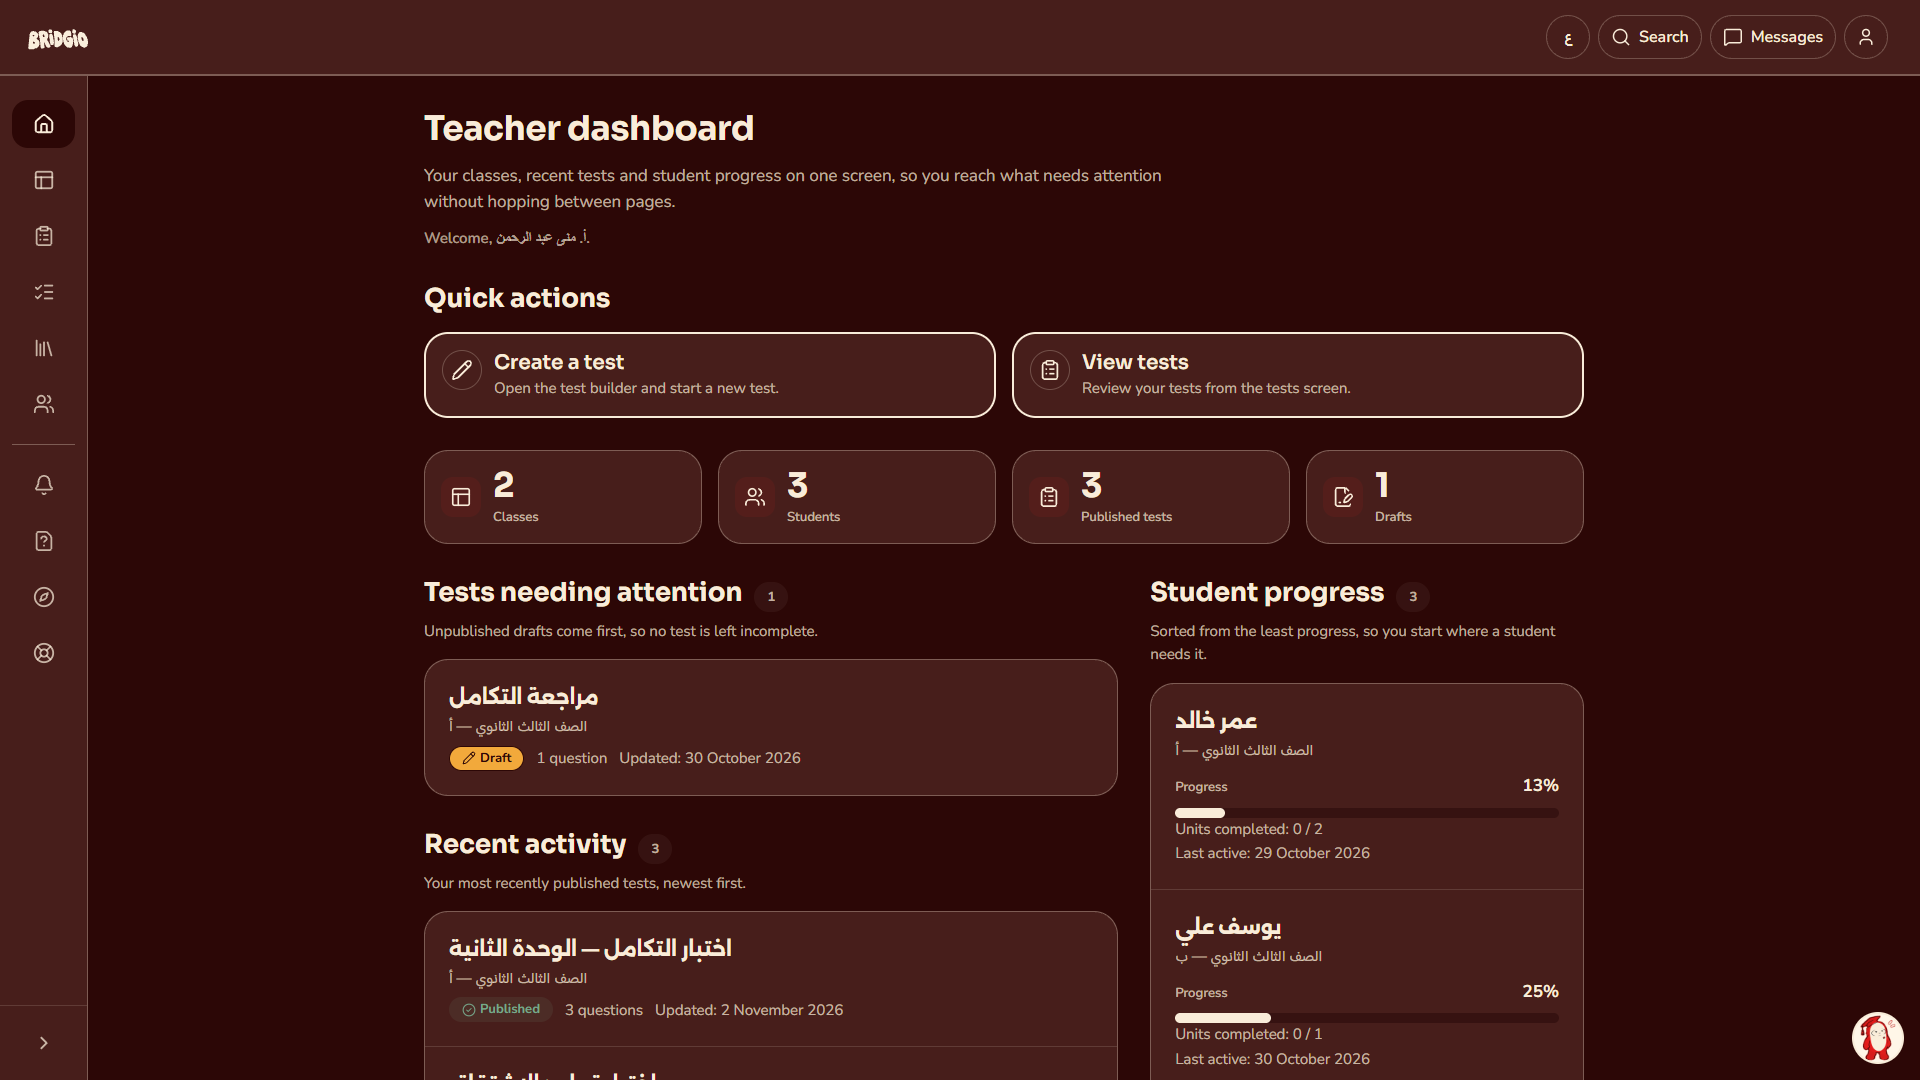 BRiDGiO
ع
Search
Messages
Teacher dashboard
Your classes, recent tests and student progress on one screen, so you reach what needs attention
without hopping between pages.
Welcome, أ. منى عبد الرحمن.
Quick actions
Create a test
Open the test builder and start a new test.
View tests
Review your tests from the tests screen.
2
Classes
3
Students
3
Published tests
1
Drafts
Tests needing attention 1
Unpublished drafts come first, so no test is left incomplete.
مراجعة التكامل
الصف الثالث الثانوي — أ
Draft 1 question Updated: 30 October 2026
Recent activity 3
Your most recently published tests, newest first.
اختبار التكامل — الوحدة الثانية
الصف الثالث الثانوي — أ
Published 3 questions Updated: 2 November 2026
Student progress 3
Sorted from the least progress, so you start where a student
needs it.
عمر خالد
الصف الثالث الثانوي — أ
Progress 13%
Units completed: 0 / 2
Last active: 29 October 2026
يوسف علي
الصف الثالث الثانوي — ب
Progress 25%
Units completed: 0 / 1
Last active: 30 October 2026